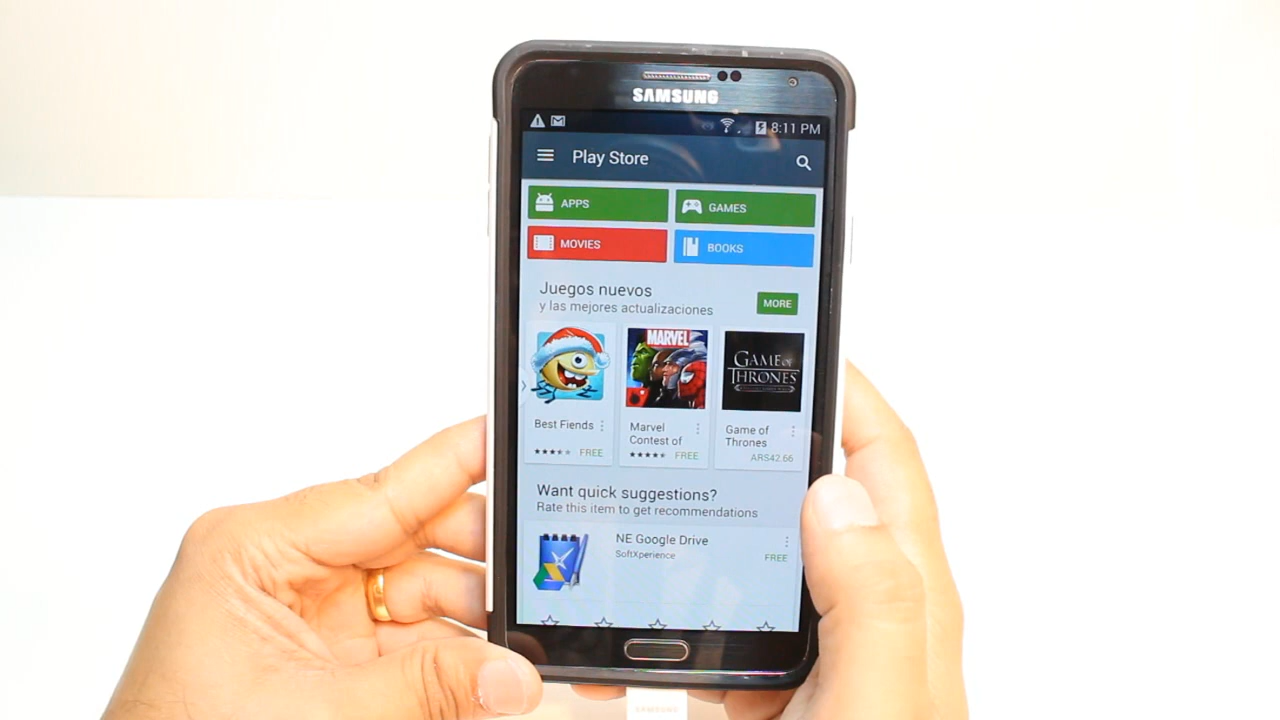 SAMSUNG
8:11 PM
Play Store
APPS
GAMES
MOVIES
BOOKS
Juegos nuevos
y las mejores actualizaciones
MORE
MARVEL
GAME OF
THRONES
Best Fiends
FREE
Marvel
Contest of
FREE
Game of
Thrones
ARS42.66
Want quick suggestions?
Rate this item to get recommendations
NE Google Drive
SoftXperience
FREE
SAMSUNG